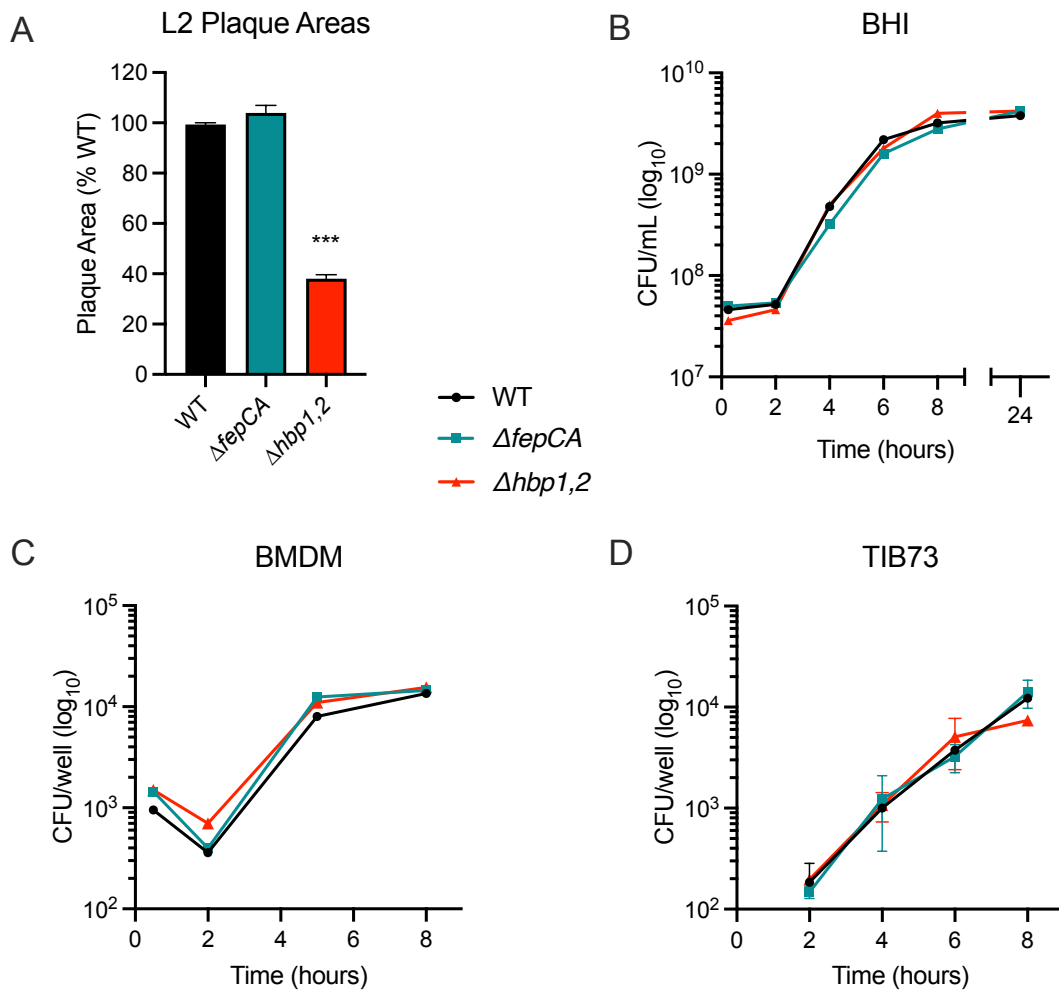 A
L2 Plaque Areas
Plaque Area (% WT)
120
100
80
60
40
20
0
***
WT
ΔfepCA
Δhbp1,2
B
BHI
CFU/mL (log10)
10^10
10^9
10^8
10^7
0 2 4 6 8 24
Time (hours)
WT
ΔfepCA
Δhbp1,2
C
BMDM
CFU/well (log10)
10^5
10^4
10^3
10^2
0 2 4 6 8
Time (hours)
D
TIB73
CFU/well (log10)
10^5
10^4
10^3
10^2
0 2 4 6 8
Time (hours)